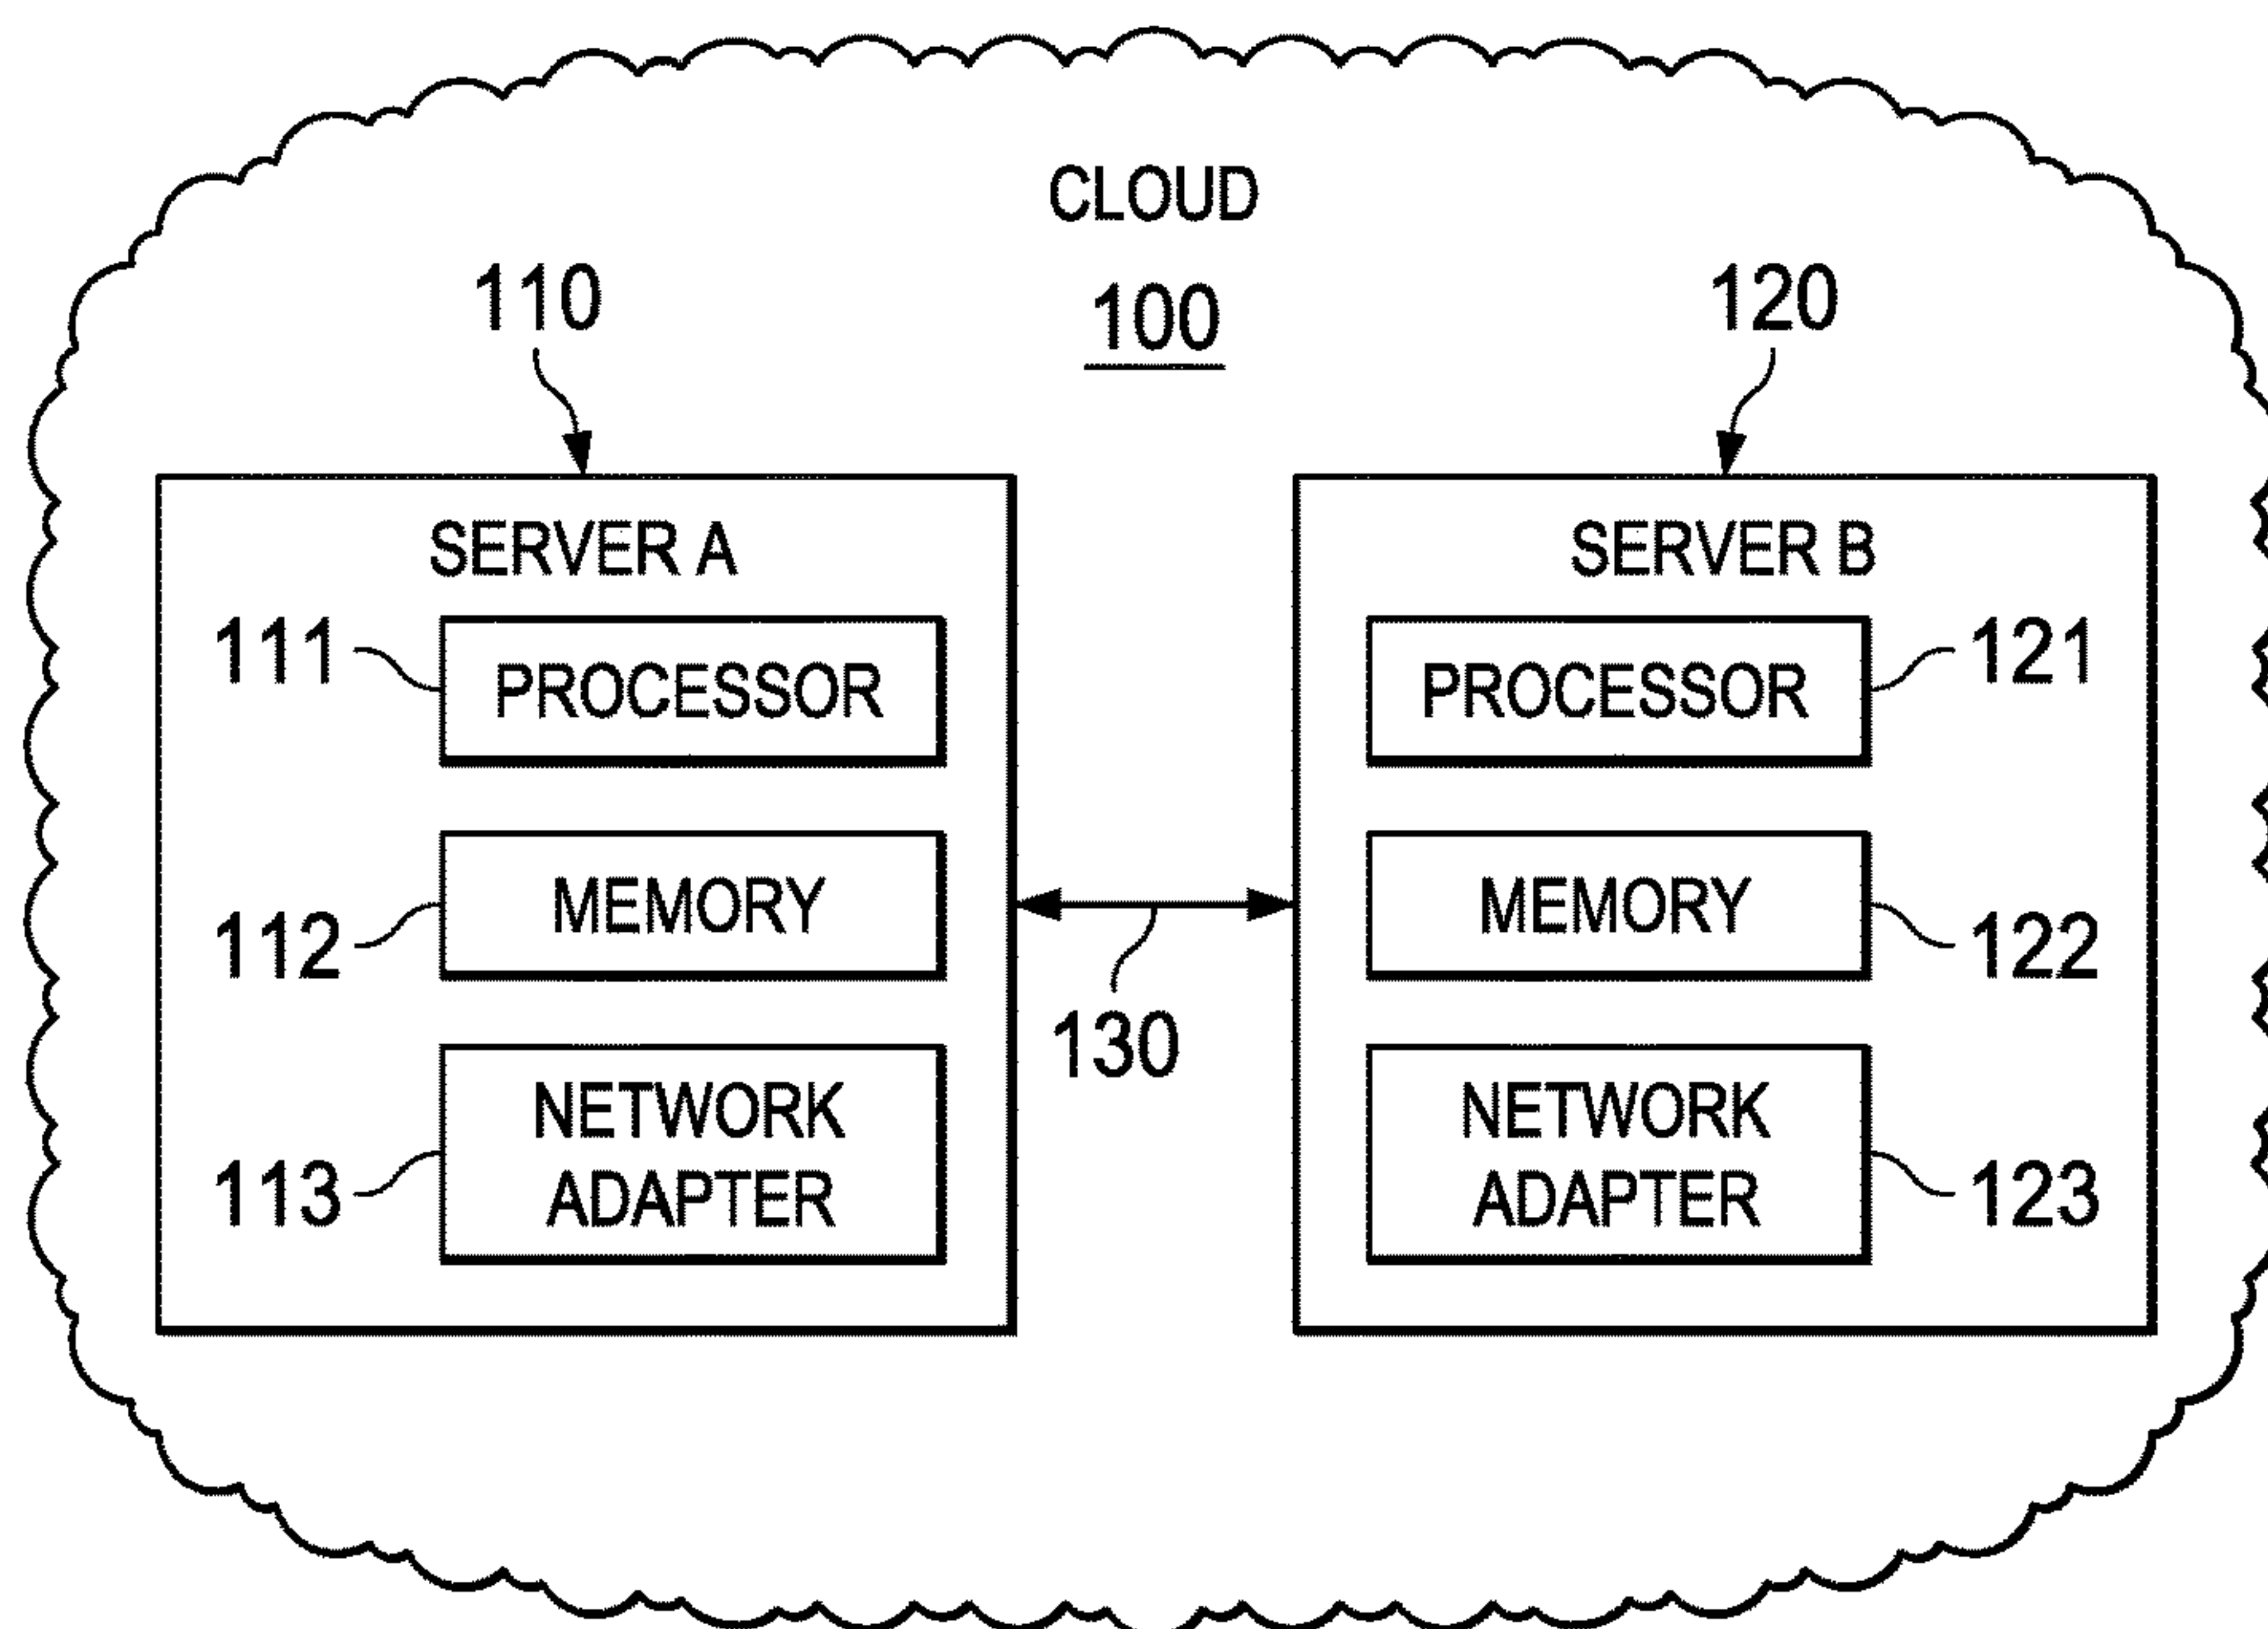 CLOUD
100
110
120
SERVER A
SERVER B
111
PROCESSOR
PROCESSOR
121
112
MEMORY
MEMORY
122
130
113
NETWORK
ADAPTER
NETWORK
ADAPTER
123